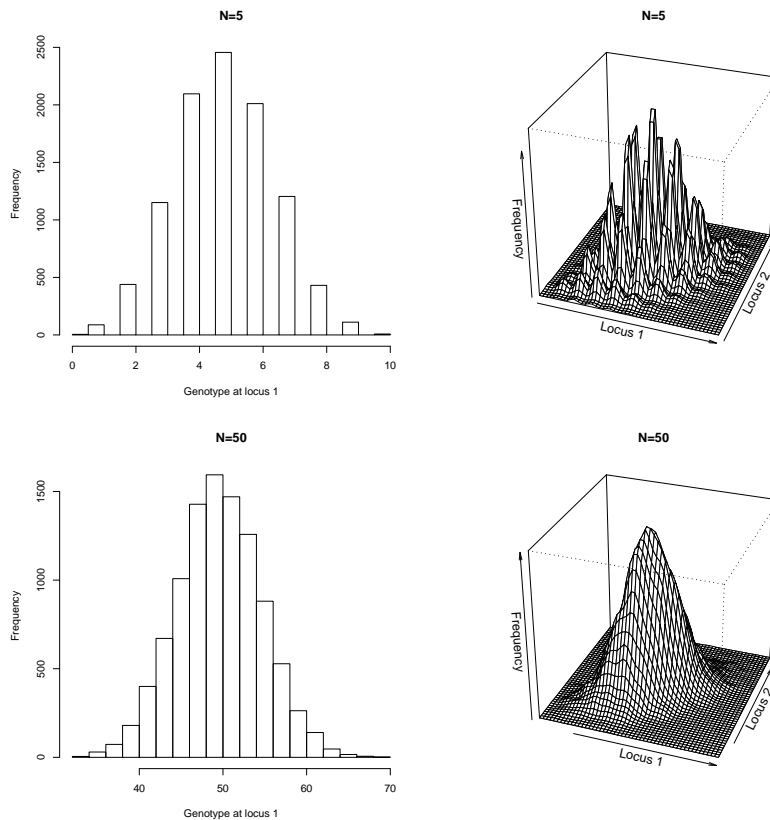 N=5
Frequency
0
500
1000
1500
2000
2500
0 2 4 6 8 10
Genotype at locus 1
N=5
Frequency
Locus 1
Locus 2
N=50
Frequency
0
500
1000
1500
40 50 60 70
Genotype at locus 1
N=50
Frequency
Locus 1
Locus 2